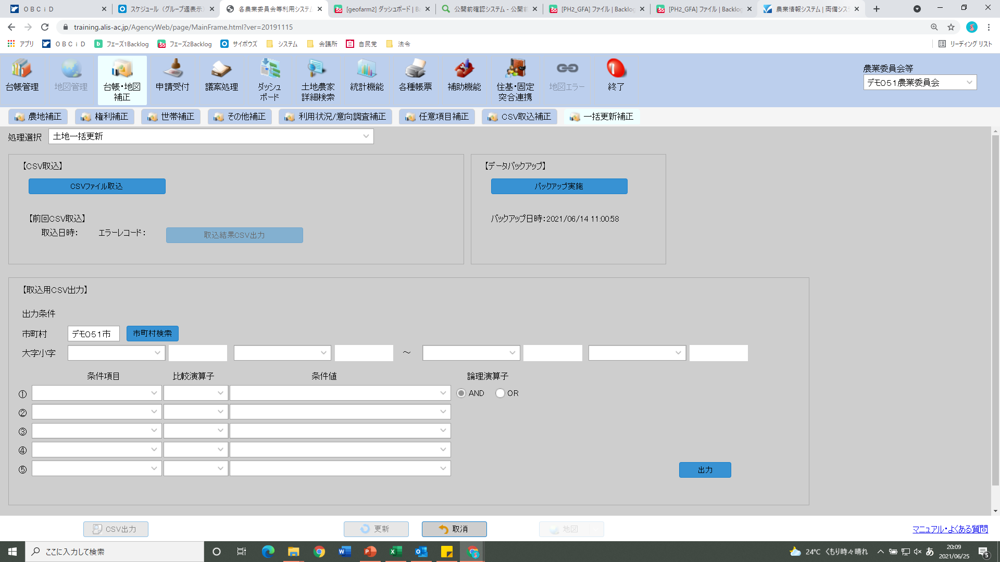 ＯＢＣｉＤ
スケジュール（グループ週表示
各農業委員会等利用システム
[geofarm2] ダッシュボード | B
公開前確認システム - 公開前
[PH2_GFA] ファイル | Backlog
[PH2_GFA] ファイル | Backlog
農業情報システム | 両備シス
training.alis-ac.jp/AgencyWeb/page/MainFrame.html?ver=20191115
アプリ
ＯＢＣｉＤ
フェーズ1Backlog
フェーズ2Backlog
サイボウズ
システム
会議所
自民党
法令
リーディング リスト
台帳管理
地図管理
台帳・地図
補正
申請受付
議案処理
ダッシュ
ボード
土地農家
詳細検索
統計機能
各種帳票
補助機能
住基・固定
突合連携
地図エラー
終了
農業委員会等
デモ０５１農業委員会
農地補正
権利補正
世帯補正
その他補正
利用状況/意向調査補正
任意項目補正
CSV取込補正
一括更新補正
処理選択
土地一括更新
【CSV取込】
CSVファイル取込
【前回CSV取込】
取込日時：
エラーレコード：
取込結果CSV出力
【データバックアップ】
バックアップ実施
バックアップ日時：2021/06/14 11:00:58
【取込用CSV出力】
出力条件
市町村
デモ０５１市
市町村検索
大字小字
～
条件項目
比較演算子
条件値
論理演算子
①
AND
OR
②
③
④
⑤
出力
CSV出力
更新
取消
地図
マニュアル・よくある質問
ここに入力して検索
24°C くもり時々晴れ
あ
20:09
2021/06/25
5